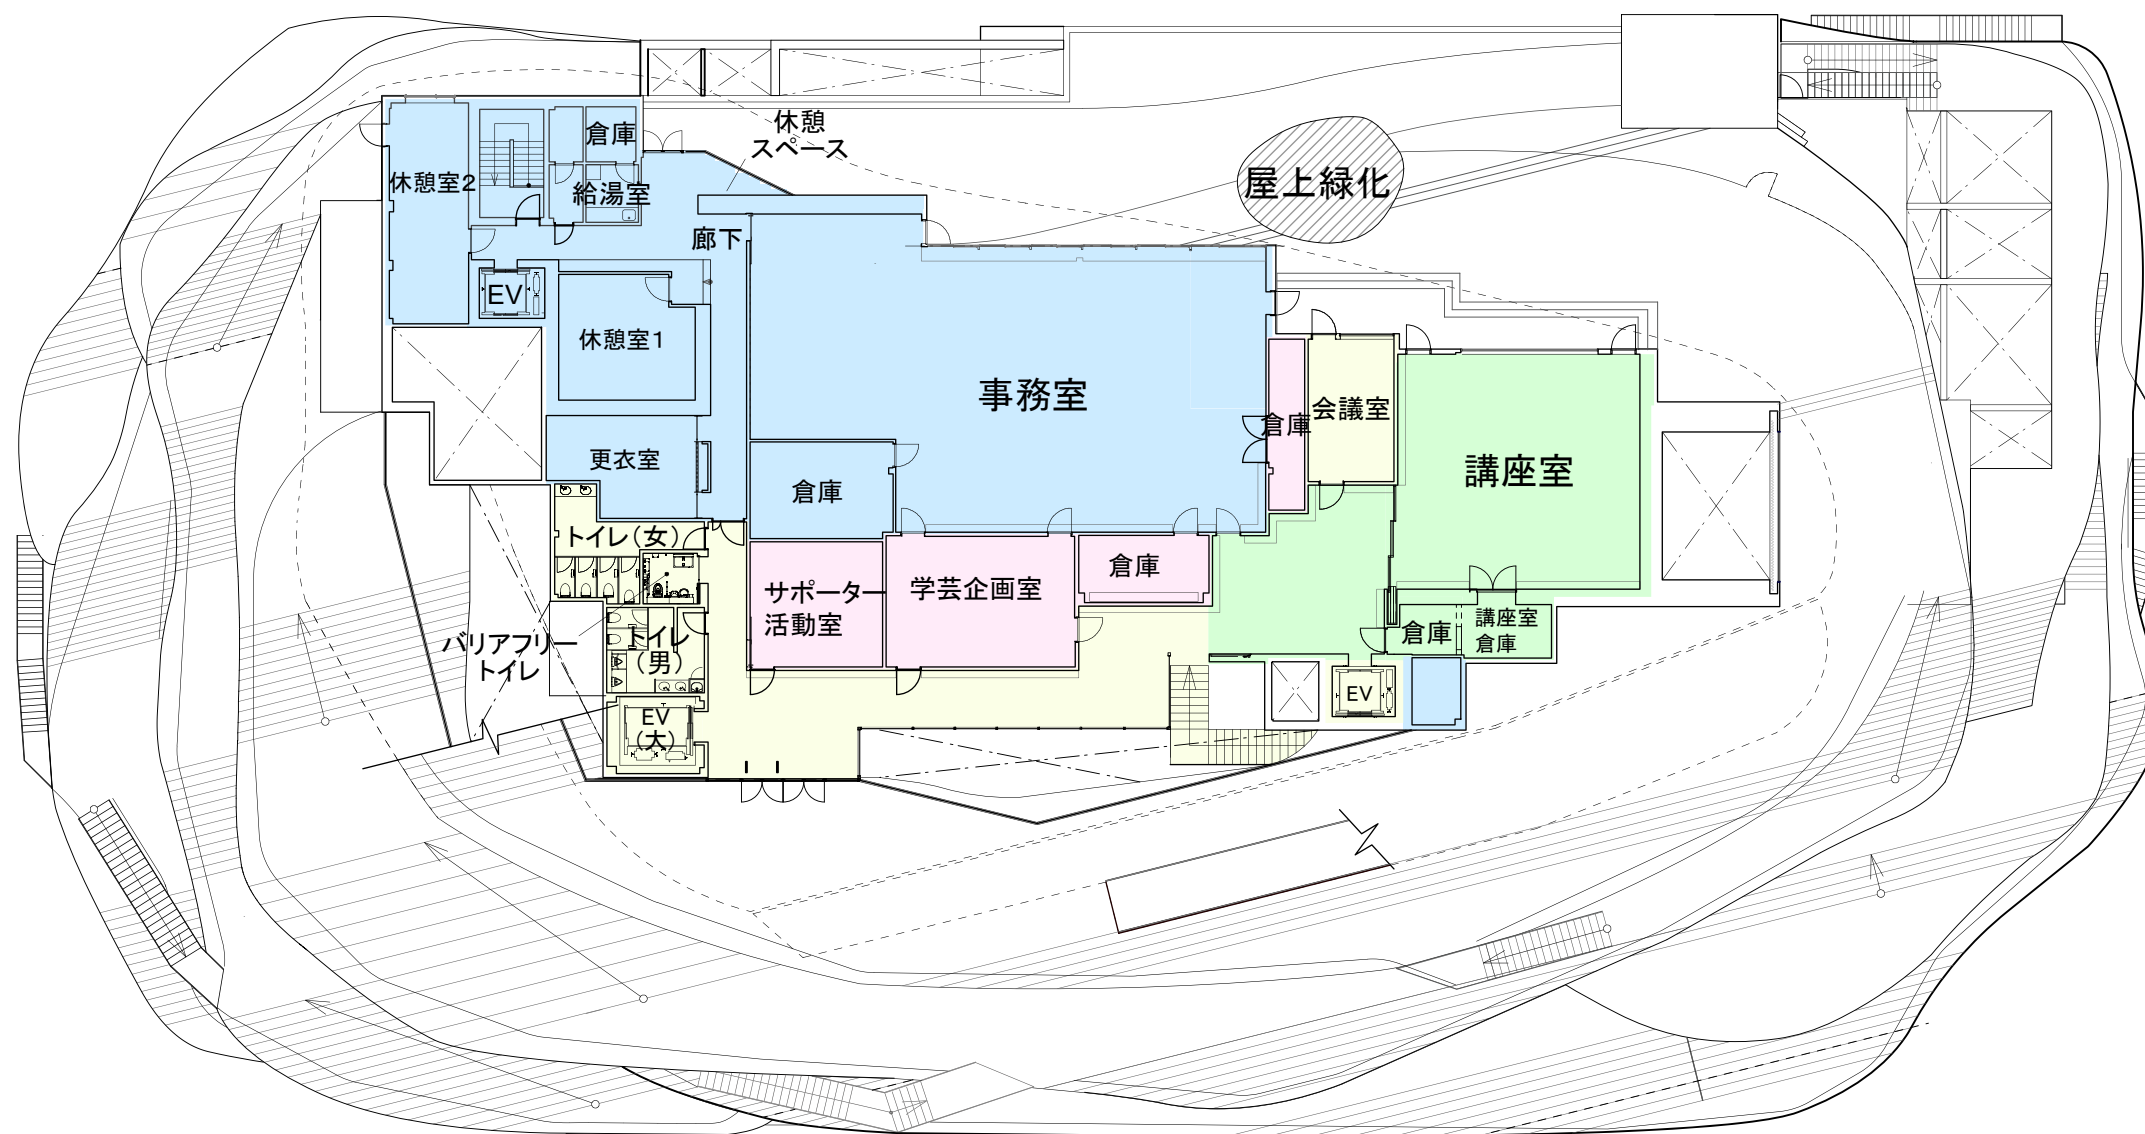 休憩
スペース
倉庫
休憩室2
給湯室
屋上緑化
廊下
EV
休憩室1
事務室
倉庫
会議室
更衣室
倉庫
講座室
トイレ(女)
サポーター
活動室
学芸企画室
倉庫
バリアフリー
トイレ
トイレ
(男)
倉庫
講座室
倉庫
EV
(大)
EV